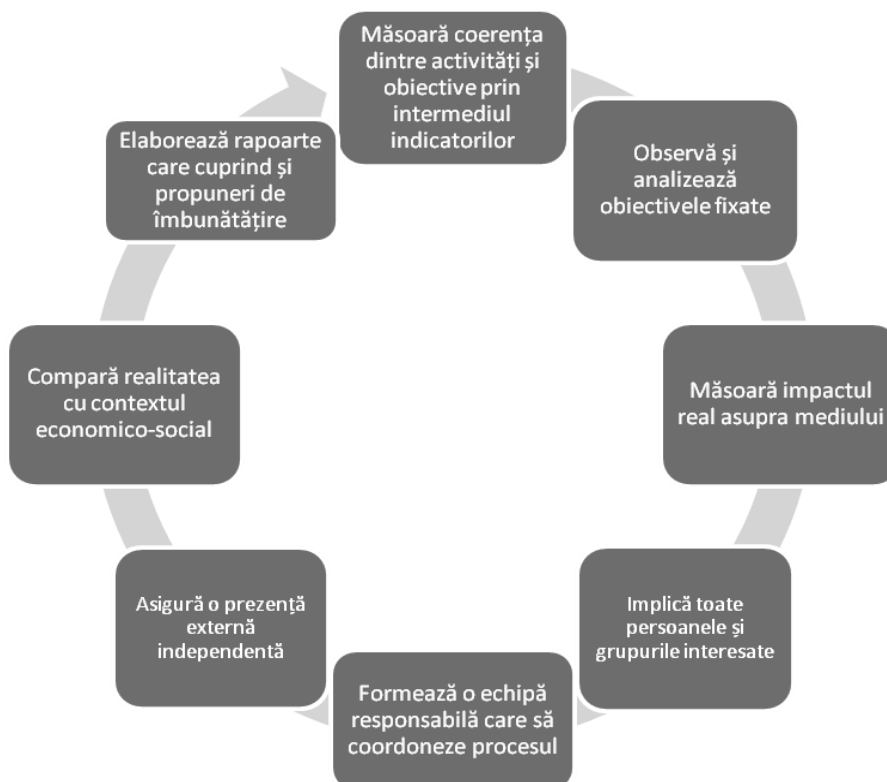 Măsoară coerența
dintre activități și
obiective prin
intermediul
indicatorilor
Observă și
analizează
obiectivele fixate
Măsoară impactul
real asupra mediului
Implică toate
persoanele și
grupurile interesate
Formează o echipă
responsabilă care să
coordoneze procesul
Asigură o prezență
externă
independentă
Compară realitatea
cu contextul
economico-social
Elaborează rapoarte
care cuprind și
propuneri de
îmbunătățire